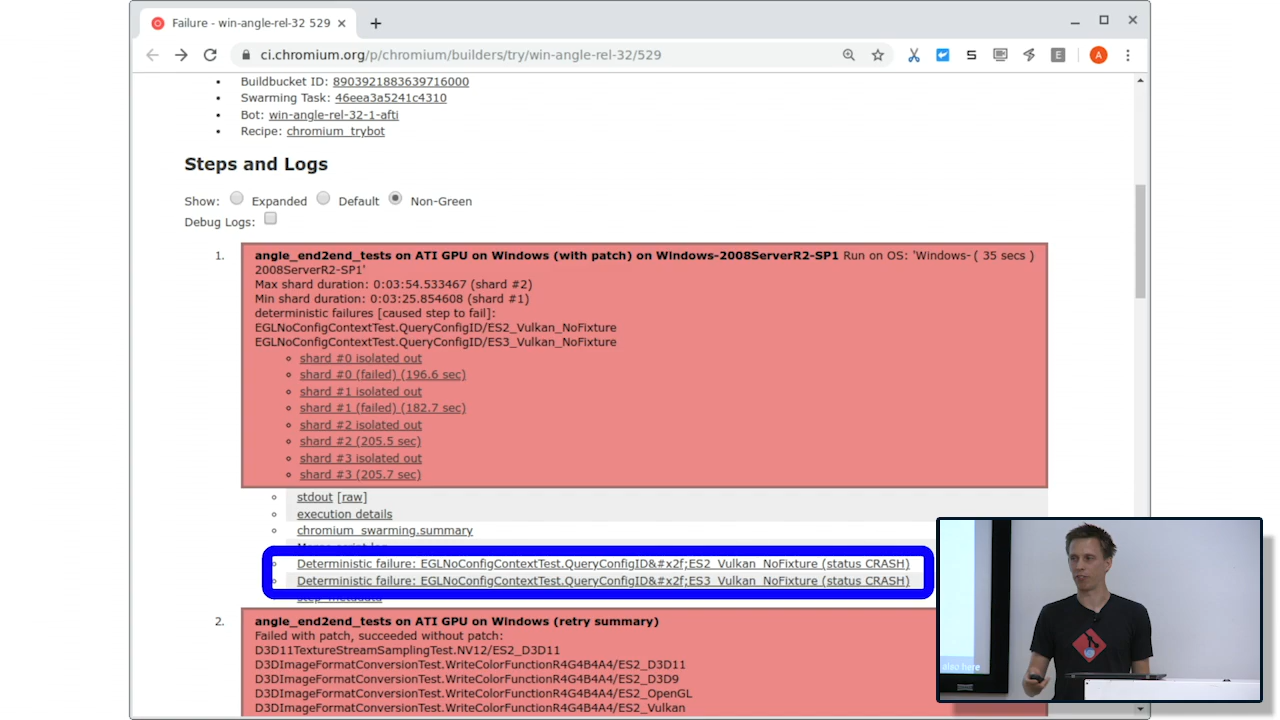 Failure - win-angle-rel-32 529
ci.chromium.org/p/chromium/builders/try/win-angle-rel-32/529
S
E
A
Buildbucket ID: 8903921883639716000
Swarming Task: 46eea3a5241c4310
Bot: win-angle-rel-32-1-afti
Recipe: chromium_trybot
Steps and Logs
Show: Expanded Default Non-Green
Debug Logs:
1. angle_end2end_tests on ATI GPU on Windows (with patch) on Windows-2008ServerR2-SP1 Run on OS: 'Windows- ( 35 secs )
2008ServerR2-SP1'
Max shard duration: 0:03:54.533467 (shard #2)
Min shard duration: 0:03:25.854608 (shard #1)
deterministic failures [caused step to fail]:
EGLNoConfigContextTest.QueryConfigID/ES2_Vulkan_NoFixture
EGLNoConfigContextTest.QueryConfigID/ES3_Vulkan_NoFixture
shard #0 isolated out
shard #0 (failed) (196.6 sec)
shard #1 isolated out
shard #1 (failed) (182.7 sec)
shard #2 isolated out
shard #2 (205.5 sec)
shard #3 isolated out
shard #3 (205.7 sec)
stdout [raw]
execution details
chromium_swarming.summary
Deterministic failure: EGLNoConfigContextTest.QueryConfigID&#x2f;ES2_Vulkan_NoFixture (status CRASH)
Deterministic failure: EGLNoConfigContextTest.QueryConfigID&#x2f;ES3_Vulkan_NoFixture (status CRASH)
step_metadata
2. angle_end2end_tests on ATI GPU on Windows (retry summary)
Failed with patch, succeeded without patch:
D3D11TextureStreamSamplingTest.NV12/ES2_D3D11
D3DImageFormatConversionTest.WriteColorFunctionR4G4B4A4/ES2_D3D11
D3DImageFormatConversionTest.WriteColorFunctionR4G4B4A4/ES2_D3D9
D3DImageFormatConversionTest.WriteColorFunctionR4G4B4A4/ES2_OpenGL
D3DImageFormatConversionTest.WriteColorFunctionR4G4B4A4/ES2_Vulkan
also here